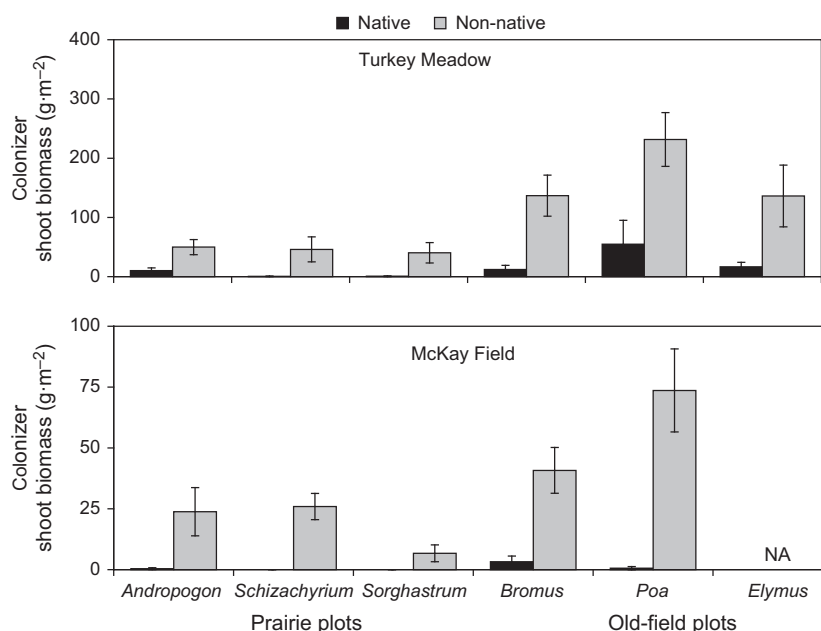 Native Non-native
Turkey Meadow
Colonizer
shoot biomass (g·m−2)
400
300
200
100
0
McKay Field
Colonizer
shoot biomass (g·m−2)
100
75
50
25
0
NA
Andropogon Schizachyrium Sorghastrum Bromus Poa Elymus
Prairie plots Old-field plots